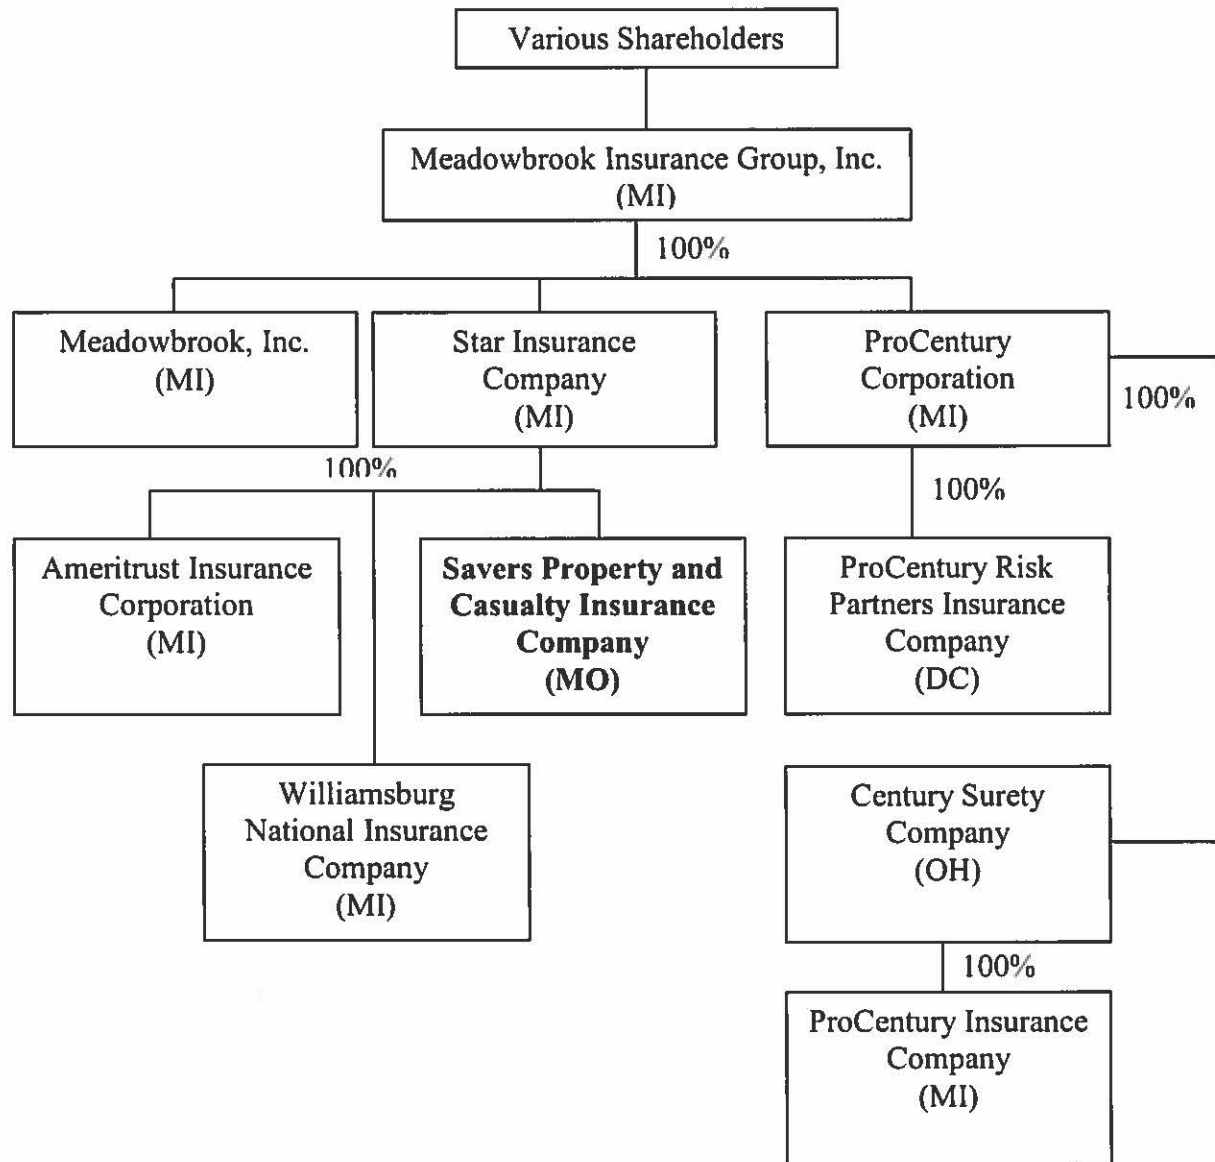 Various Shareholders
Meadowbrook Insurance Group, Inc.
(MI)
100%
Meadowbrook, Inc.
(MI)
Star Insurance
Company
(MI)
ProCentury
Corporation
(MI)
100%
100%
100%
Ameritrust Insurance
Corporation
(MI)
Savers Property and
Casualty Insurance
Company
(MO)
ProCentury Risk
Partners Insurance
Company
(DC)
Williamsburg
National Insurance
Company
(MI)
Century Surety
Company
(OH)
100%
ProCentury Insurance
Company
(MI)